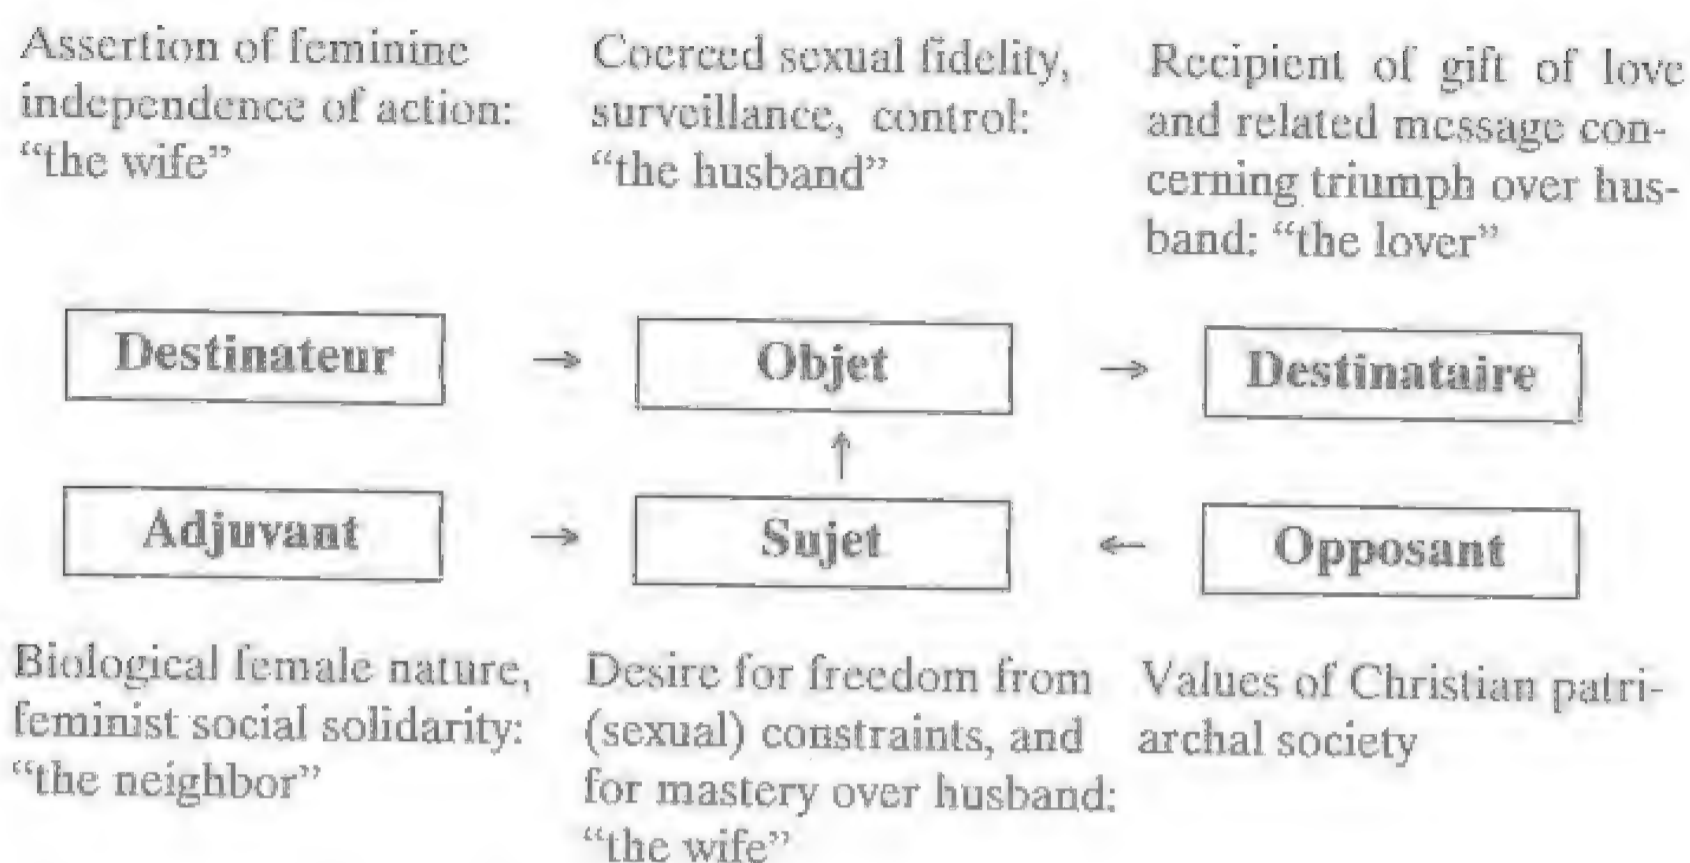 Assertion of feminine
independence of action:
“the wife”
Coerced sexual fidelity,
surveillance, control:
“the husband”
Recipient of gift of love
and related message con-
cerning triumph over hus-
band: “the lover”
Destinateur → Objet → Destinataire
↑
Adjuvant → Sujet ← Opposant
Biological female nature,
feminist social solidarity:
“the neighbor”
Desire for freedom from
(sexual) constraints, and
for mastery over husband:
“the wife”
Values of Christian patri-
archal society